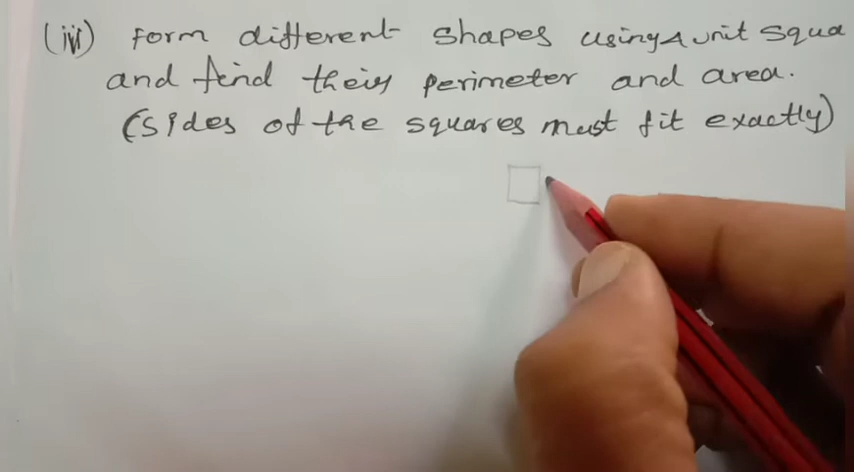 (iii) form different shapes using 4 unit squa
and find their perimeter and area.
(sides of the squares must fit exactly)